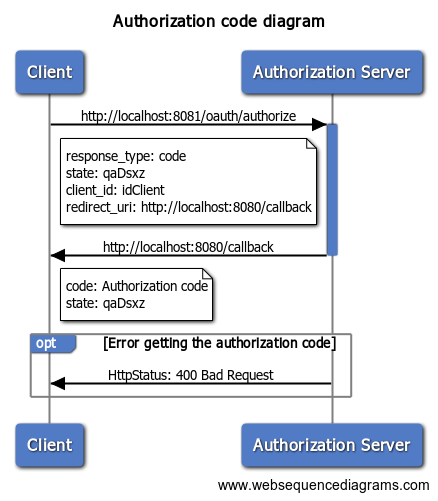 Authorization code diagram
Client
Authorization Server
http://localhost:8081/oauth/authorize
response_type: code
state: qaDsxz
client_id: idClient
redirect_uri: http://localhost:8080/callback
http://localhost:8080/callback
code: Authorization code
state: qaDsxz
opt [Error getting the authorization code]
HttpStatus: 400 Bad Request
Client
Authorization Server
www.websequencediagrams.com